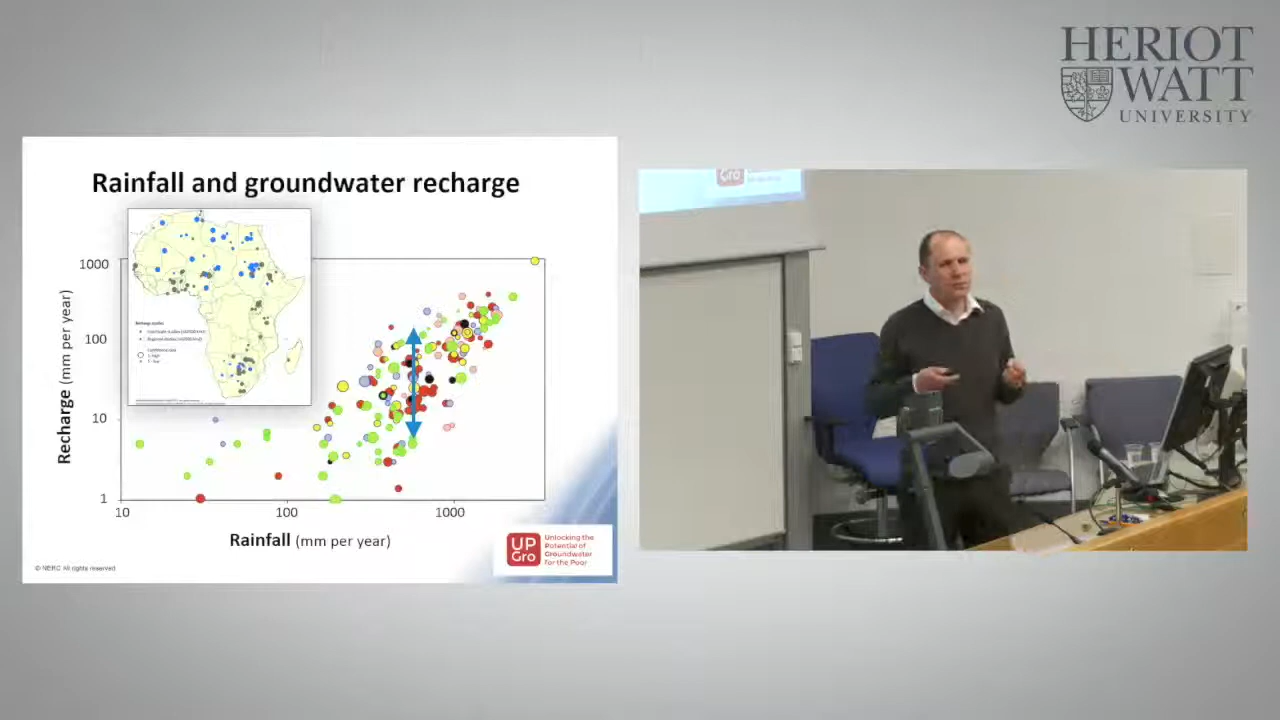 HERIOT
WATT
UNIVERSITY
Rainfall and groundwater recharge
Recharge (mm per year)
1000
100
10
1
10
100
1000
Rainfall (mm per year)
UP
Gro
Unlocking the
Potential of
Groundwater
for the Poor
© NERC All rights reserved
Gro